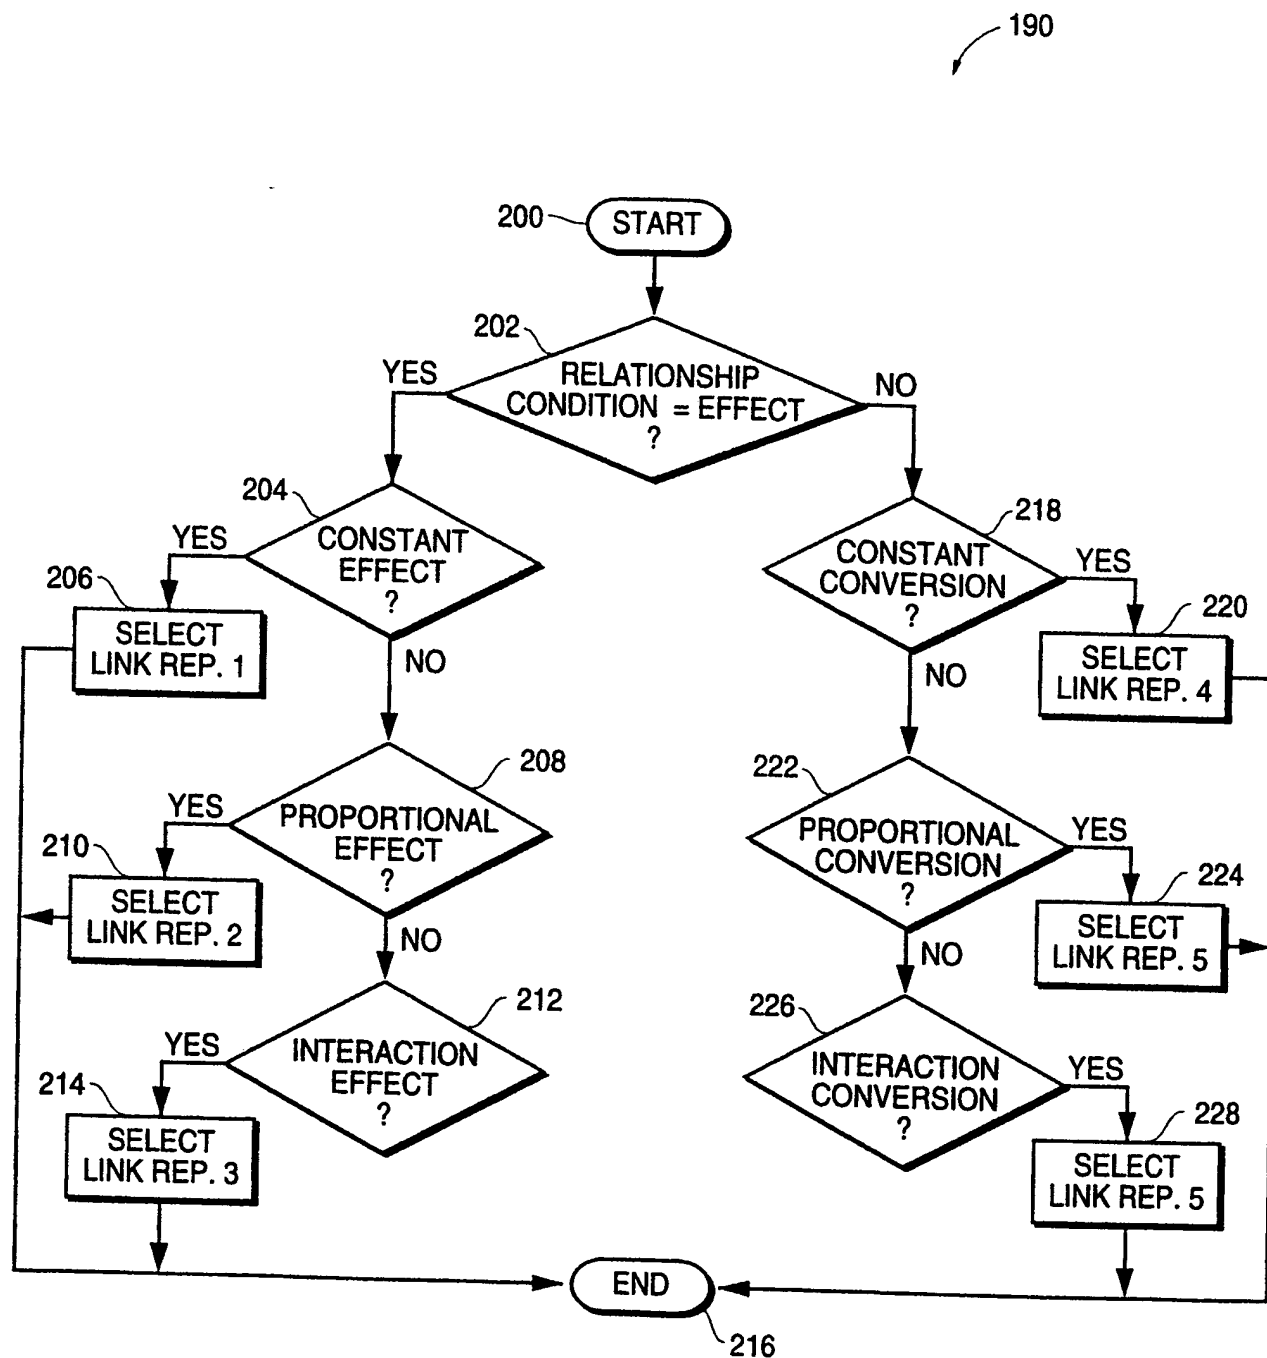 190
200
START
202
YES
RELATIONSHIP
CONDITION = EFFECT
?
NO
204
YES
CONSTANT
EFFECT
?
NO
206
SELECT
LINK REP. 1
218
CONSTANT
CONVERSION
?
YES
NO
220
SELECT
LINK REP. 4
208
YES
PROPORTIONAL
EFFECT
?
NO
210
SELECT
LINK REP. 2
222
PROPORTIONAL
CONVERSION
?
YES
NO
224
SELECT
LINK REP. 5
212
YES
INTERACTION
EFFECT
?
214
SELECT
LINK REP. 3
226
INTERACTION
CONVERSION
?
YES
228
SELECT
LINK REP. 5
END
216